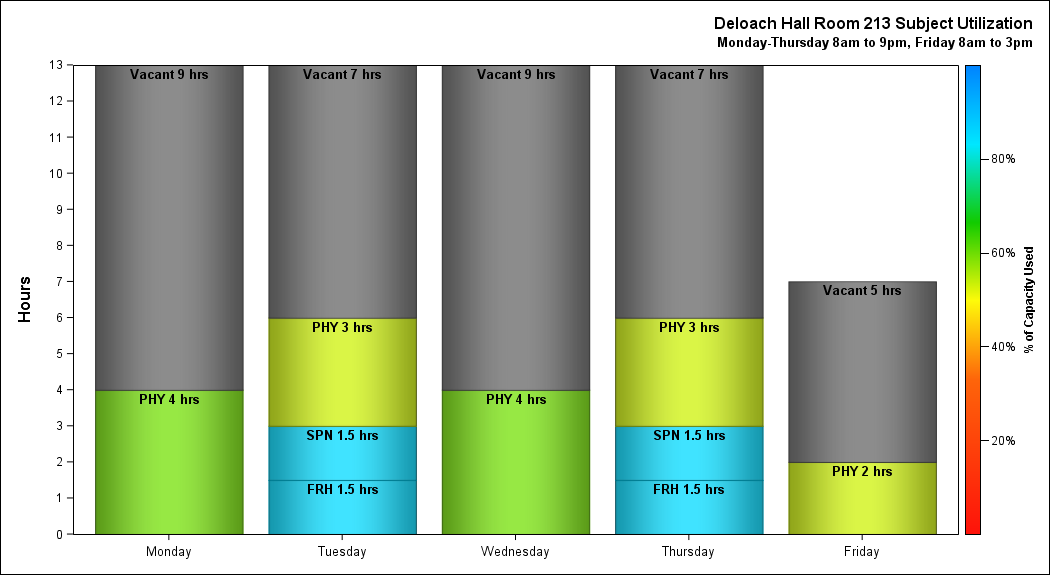 Deloach Hall Room 213 Subject Utilization
Monday-Thursday 8am to 9pm, Friday 8am to 3pm
Hours
13
12
11
10
9
8
7
6
5
4
3
2
1
0
Vacant 9 hrs
PHY 4 hrs
Vacant 7 hrs
PHY 3 hrs
SPN 1.5 hrs
FRH 1.5 hrs
Vacant 9 hrs
PHY 4 hrs
Vacant 7 hrs
PHY 3 hrs
SPN 1.5 hrs
FRH 1.5 hrs
Vacant 5 hrs
PHY 2 hrs
Monday
Tuesday
Wednesday
Thursday
Friday
80%
60%
40%
20%
% of Capacity Used